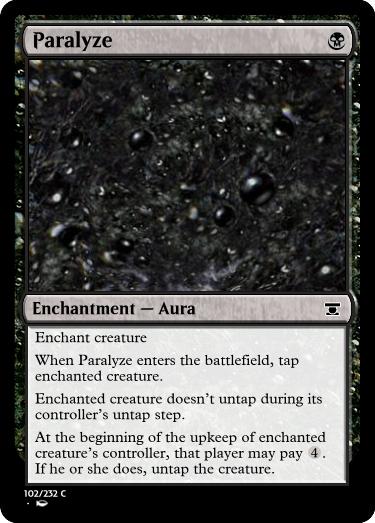 Paralyze
Enchantment — Aura
Enchant creature
When Paralyze enters the battlefield, tap
enchanted creature.
Enchanted creature doesn't untap during its
controller's untap step.
At the beginning of the upkeep of enchanted
creature's controller, that player may pay 4.
If he or she does, untap the creature.
102/232 C